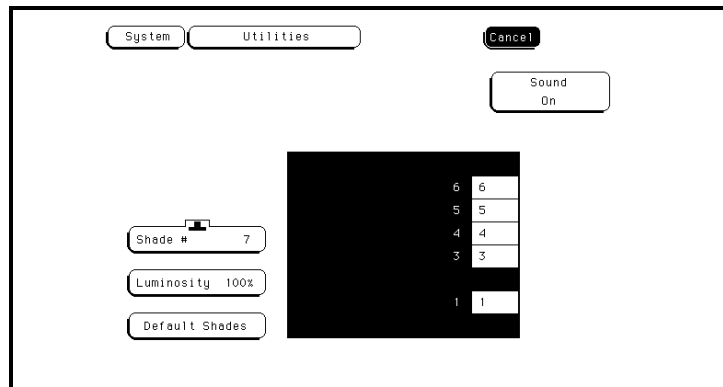 System Utilities Cancel
Sound
On
6 6
5 5
Shade # 7 4 4
3 3
Luminosity 100%
1 1
Default Shades